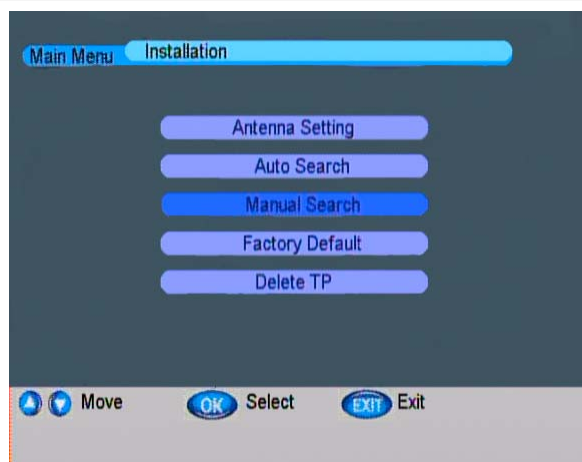 Main Menu Installation
Antenna Setting
Auto Search
Manual Search
Factory Default
Delete TP
Move OK Select EXIT Exit